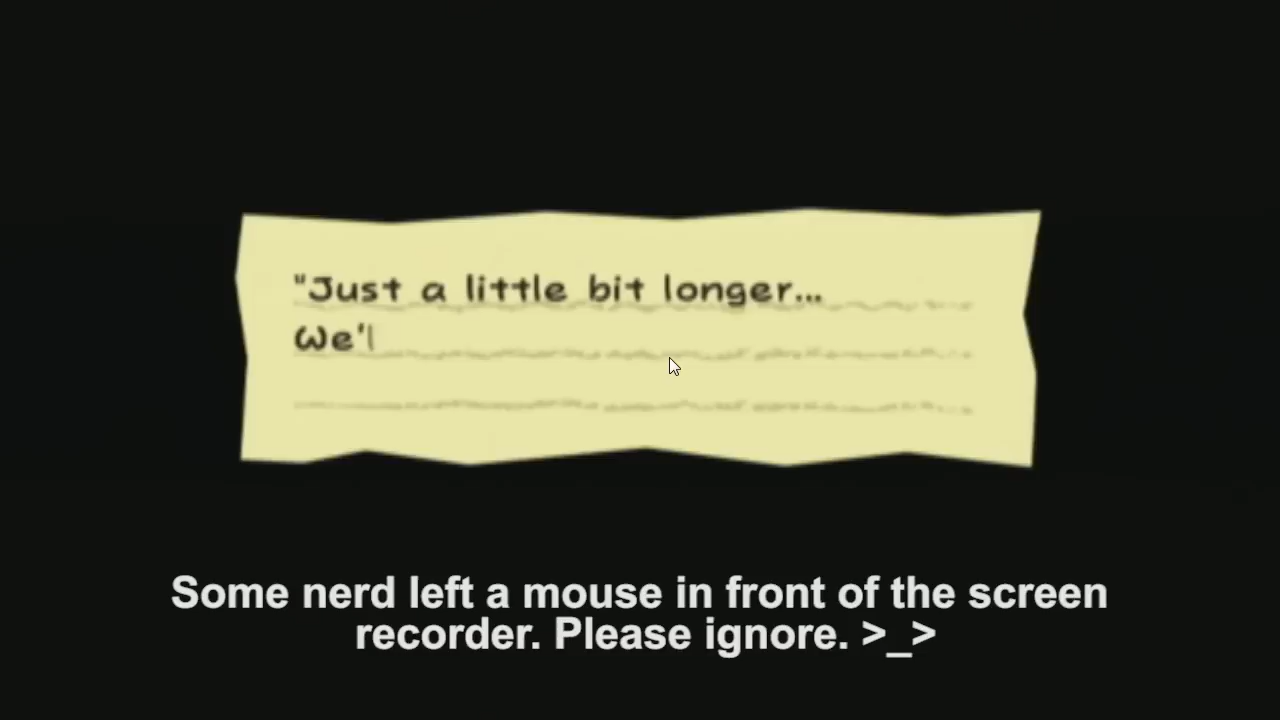 "Just a little bit longer...
We'l
Some nerd left a mouse in front of the screen
recorder. Please ignore. >_>